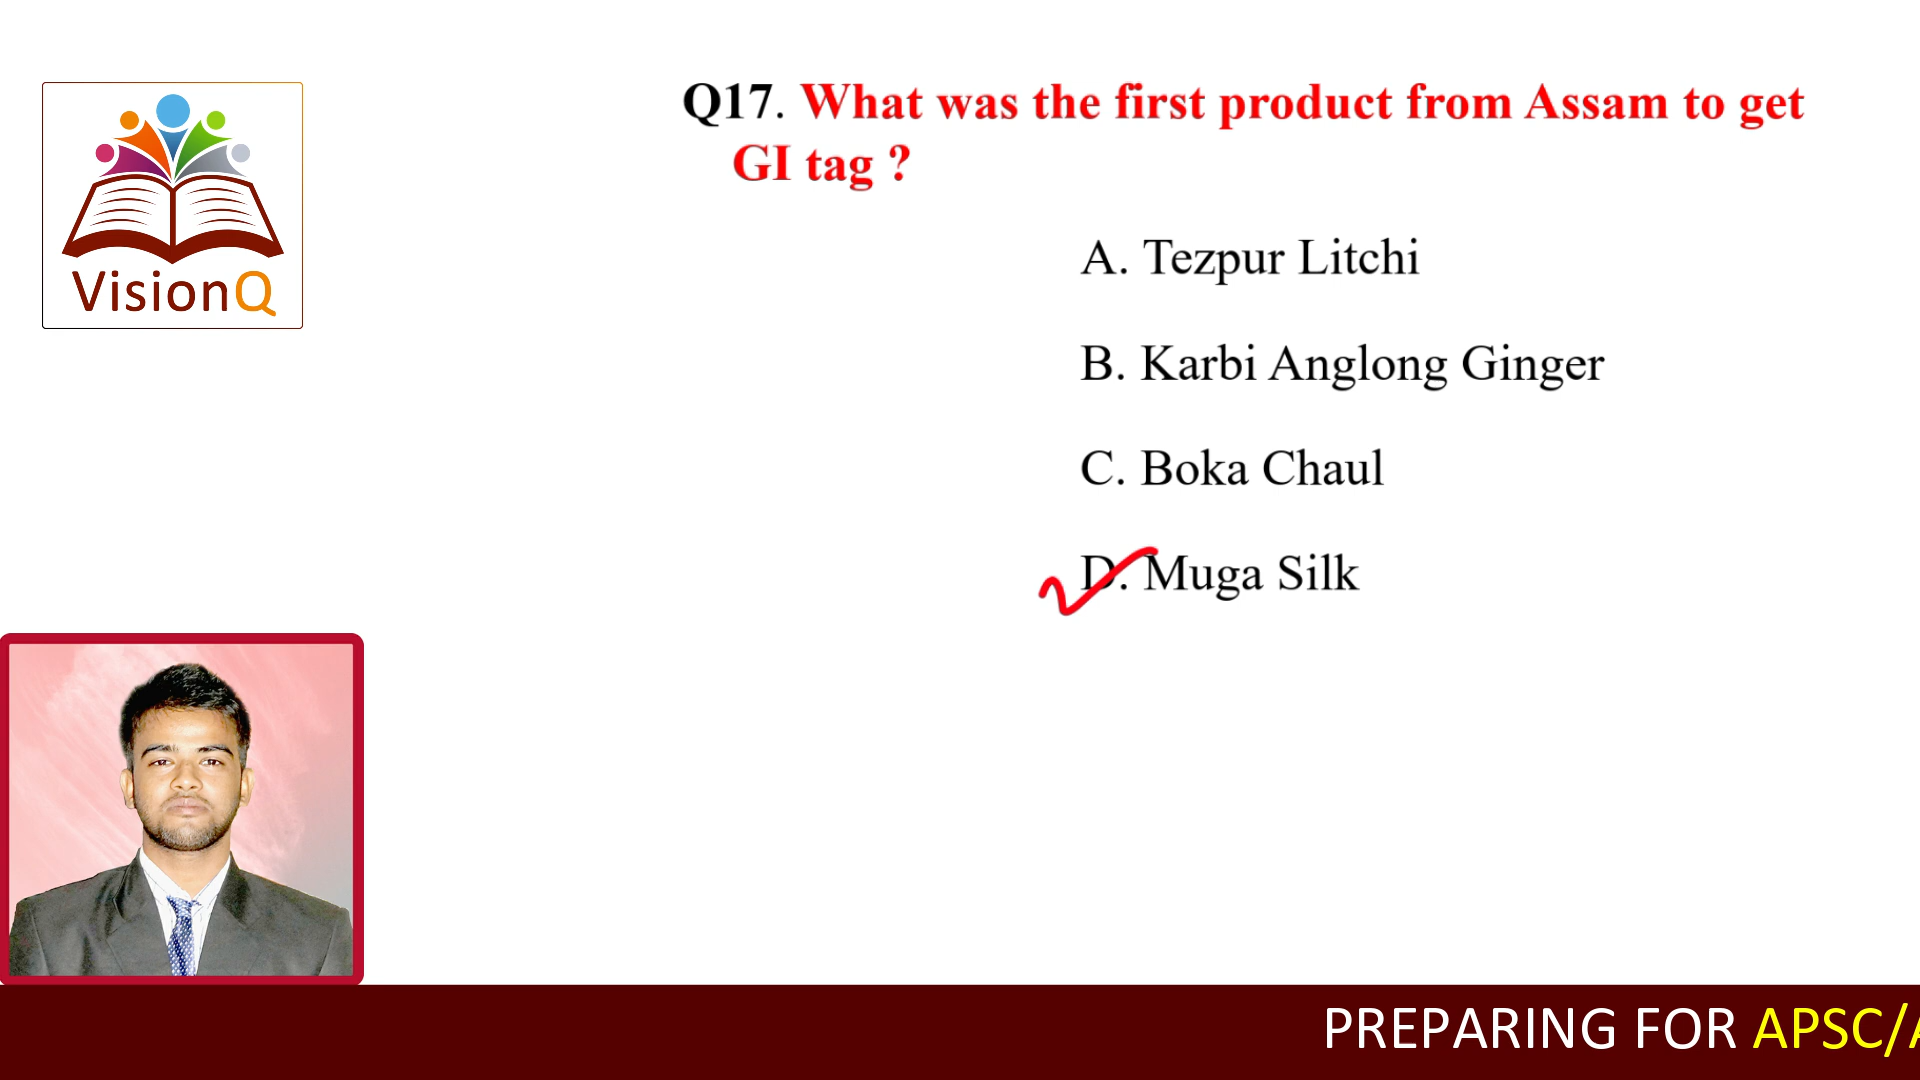 VisionQ
Q17. What was the first product from Assam to get
GI tag ?
A. Tezpur Litchi
B. Karbi Anglong Ginger
C. Boka Chaul
D. Muga Silk
PREPARING FOR APSC/A